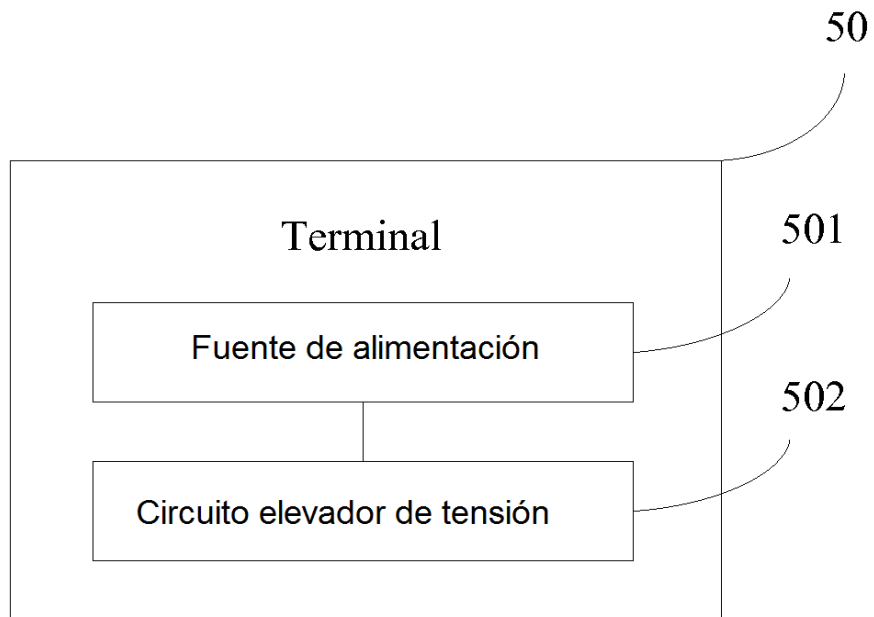 50
Terminal
501
Fuente de alimentación
502
Circuito elevador de tensión